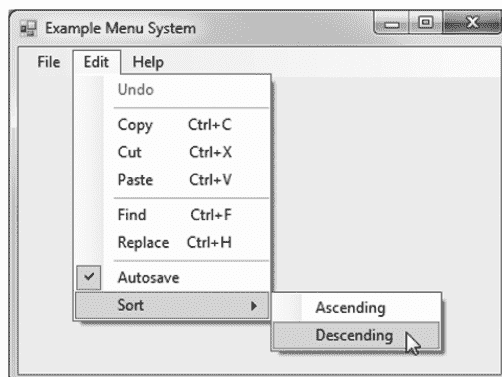 Example Menu System
File Edit Help
Undo
Copy Ctrl+C
Cut Ctrl+X
Paste Ctrl+V
Find Ctrl+F
Replace Ctrl+H
Autosave
Sort
Ascending
Descending